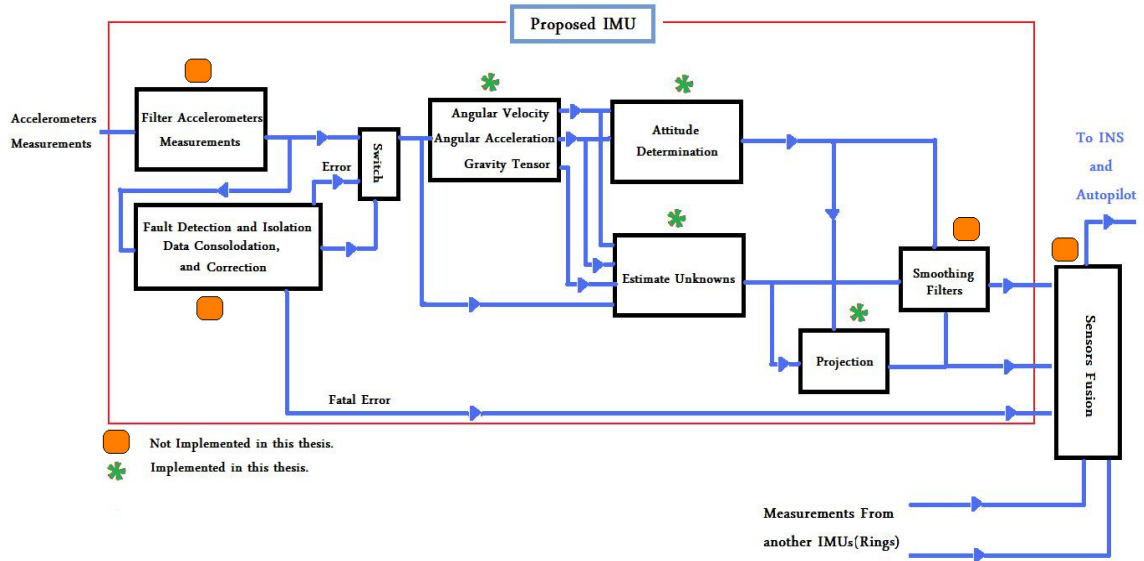 Proposed IMU
Accelerometers
Measurements
Filter Accelerometers
Measurements
Error
Switch
Fault Detection and Isolation
Data Consolodation,
and Correction
Angular Velocity
Angular Acceleration
Gravity Tensor
Attitude
Determination
Estimate Unknowns
Projection
Smoothing
Filters
To INS
and
Autopilot
Sensors Fusion
Fatal Error
Not Implemented in this thesis.
Implemented in this thesis.
Measurements From
another IMUs(Rings)